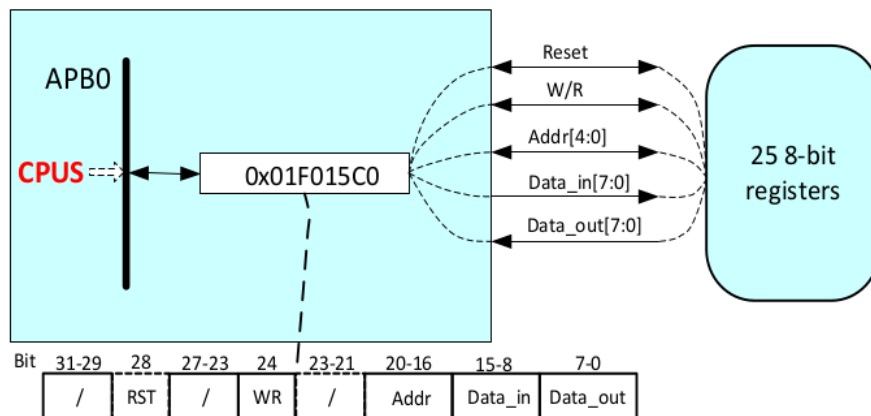 APB0
CPUS
0x01F015C0
Reset
W/R
Addr[4:0]
Data_in[7:0]
Data_out[7:0]
25 8-bit
registers
Bit 31-29 28 27-23 24 23-21 20-16 15-8 7-0
/ RST / WR / Addr Data_in Data_out